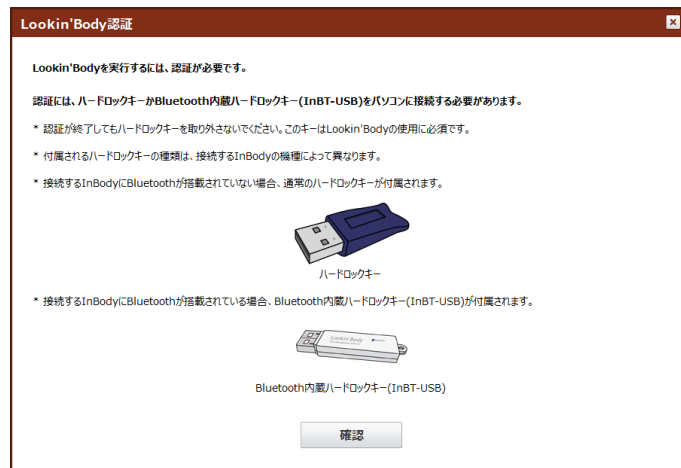 Lookin'Body認証
Lookin'Bodyを実行するには、認証が必要です。
認証には、ハードロックキーかBluetooth内蔵ハードロックキー(InBT-USB)をパソコンに接続する必要があります。
* 認証が終了してもハードロックキーを取り外さないでください。このキーはLookin'Bodyの使用に必須です。
* 付属されるハードロックキーの種類は、接続するInBodyの機種によって異なります。
* 接続するInBodyにBluetoothが搭載されていない場合、通常のハードロックキーが付属されます。
ハードロックキー
* 接続するInBodyにBluetoothが搭載されている場合、Bluetooth内蔵ハードロックキー(InBT-USB)が付属されます。
Lookin'Body
Bluetooth内蔵ハードロックキー(InBT-USB)
確認